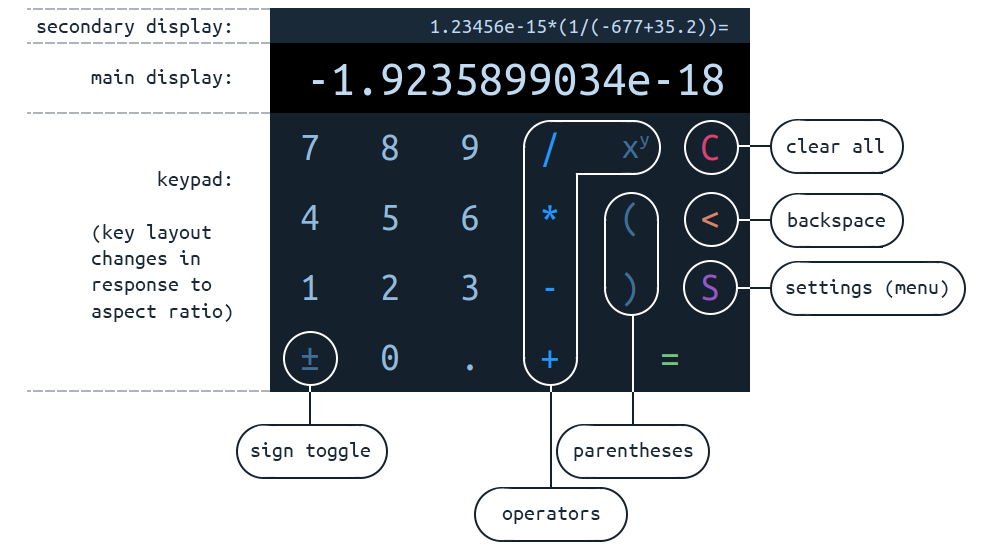 secondary display:
1.23456e-15*(1/(-677+35.2))=
main display:
-1.9235899034e-18
7 8 9 / xʸ C
clear all
keypad:
4 5 6 * ( <
backspace
(key layout
changes in
response to
aspect ratio)
1 2 3 - ) S
settings (menu)
± 0 . + =
sign toggle
parentheses
operators